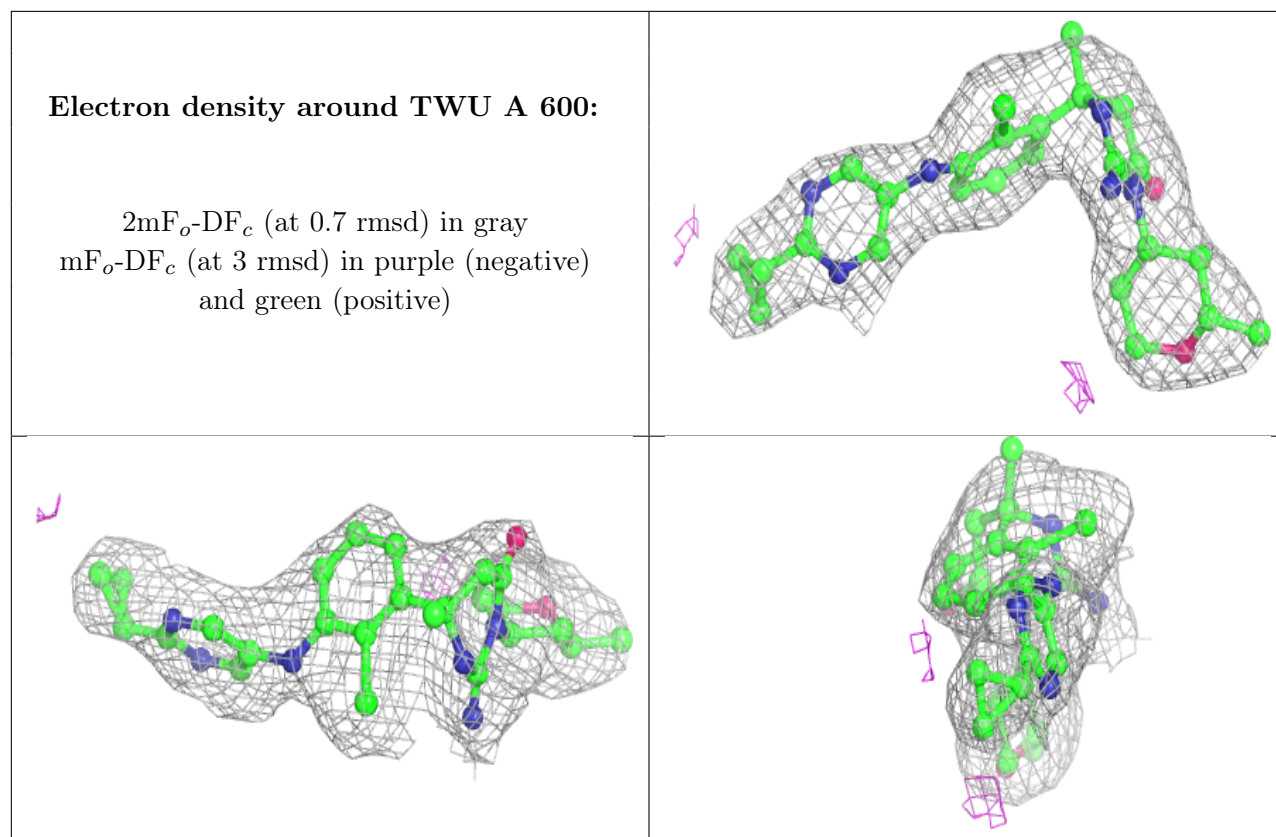 Electron density around TWU A 600:
2mFo-DFc (at 0.7 rmsd) in gray
mFo-DFc (at 3 rmsd) in purple (negative)
and green (positive)